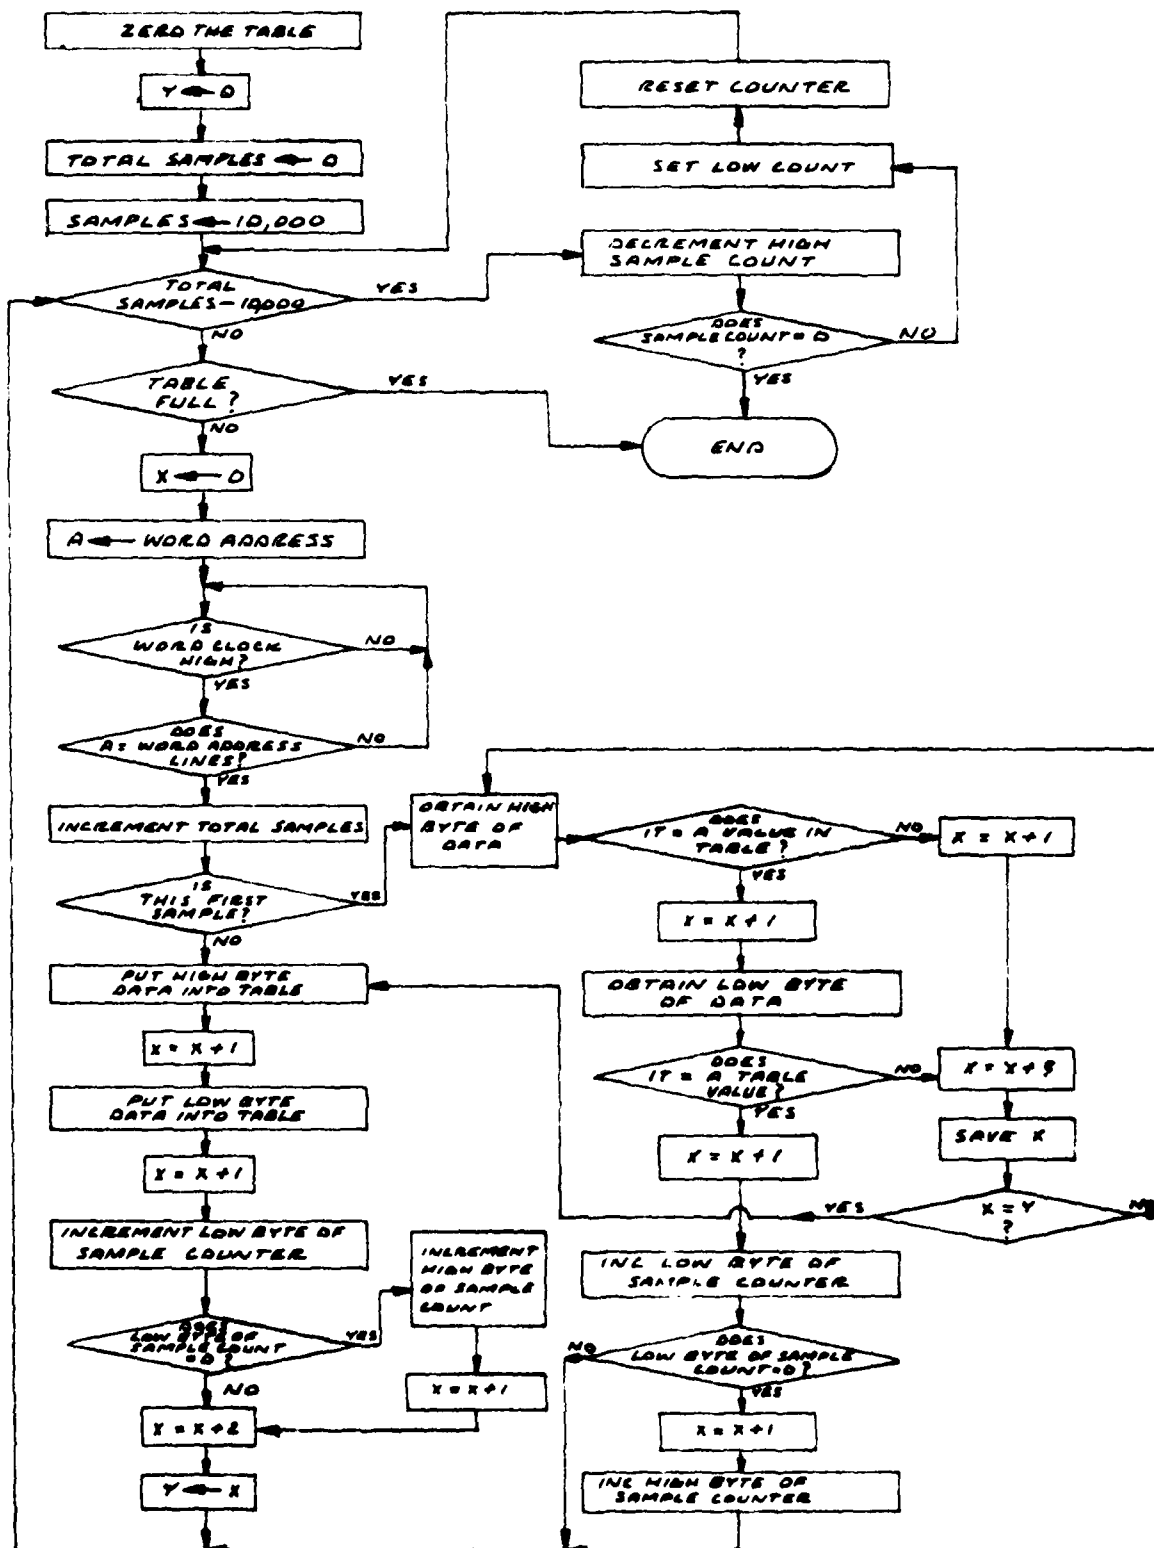 ZERO THE TABLE
Y ← 0
TOTAL SAMPLES ← 0
SAMPLES ← 10,000
TOTAL
SAMPLES - 10,000
YES
NO
TABLE
FULL?
YES
NO
X ← 0
A ← WORD ADDRESS
IS
WORD CLOCK
HIGH?
NO
YES
DOES
A = WORD ADDRESS
LINES?
NO
YES
INCREMENT TOTAL SAMPLES
IS
THIS FIRST
SAMPLE?
YES
NO
PUT HIGH BYTE
DATA INTO TABLE
X = X + 1
PUT LOW BYTE
DATA INTO TABLE
X = X + 1
INCREMENT LOW BYTE OF
SAMPLE COUNTER
DOES
LOW BYTE OF
SAMPLE COUNT
= 0?
YES
NO
X = X + 2
Y ← X
INCREMENT
HIGH BYTE
OF SAMPLE
COUNT
X = X + 1
RESET COUNTER
SET LOW COUNT
DECREMENT HIGH
SAMPLE COUNT
DOES
SAMPLE COUNT = 0
?
NO
YES
END
OBTAIN HIGH
BYTE OF
DATA
DOES
IT = A VALUE IN
TABLE?
NO
YES
X = X + 1
X = X + 1
OBTAIN LOW BYTE
OF DATA
DOES
IT = A TABLE
VALUE?
NO
YES
X = X +
SAVE X
X = Y
?
YES
NO
X = X + 1
INC LOW BYTE OF
SAMPLE COUNTER
DOES
LOW BYTE OF SAMPLE
COUNT = 0?
NO
YES
X = X + 1
INC HIGH BYTE OF
SAMPLE COUNTER